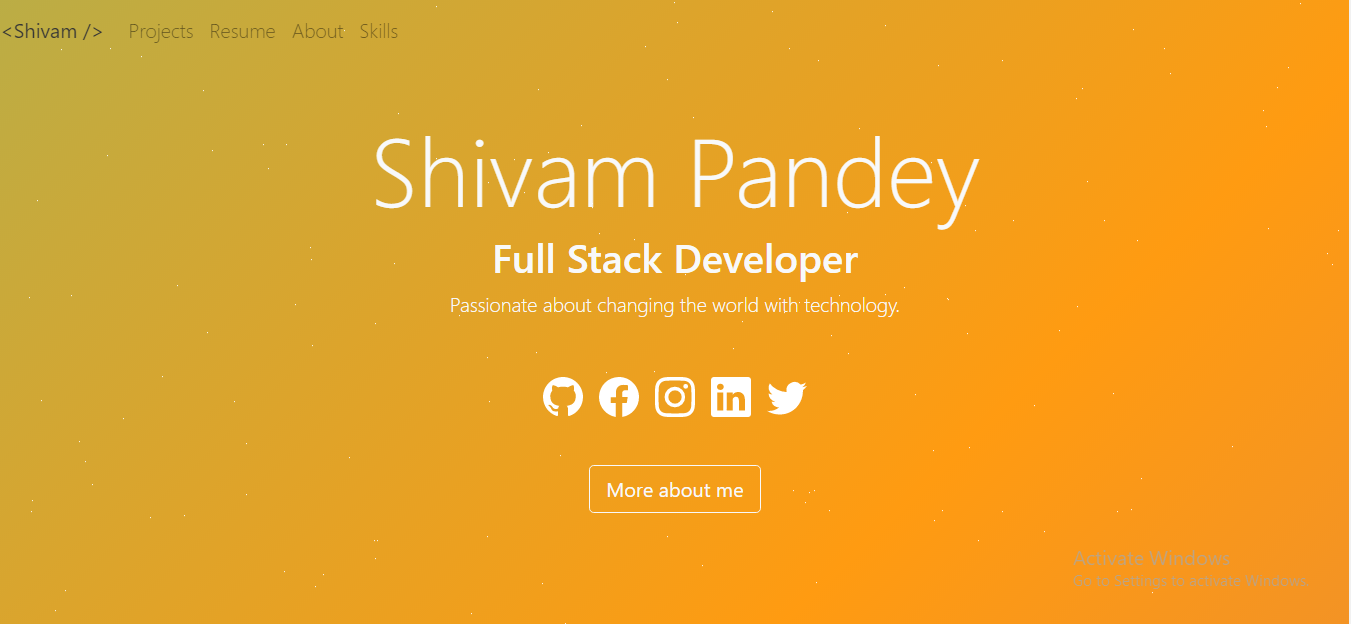 <Shivam /> Projects Resume About Skills
Shivam Pandey
Full Stack Developer
Passionate about changing the world with technology.
More about me
Activate Windows
Go to Settings to activate Windows.